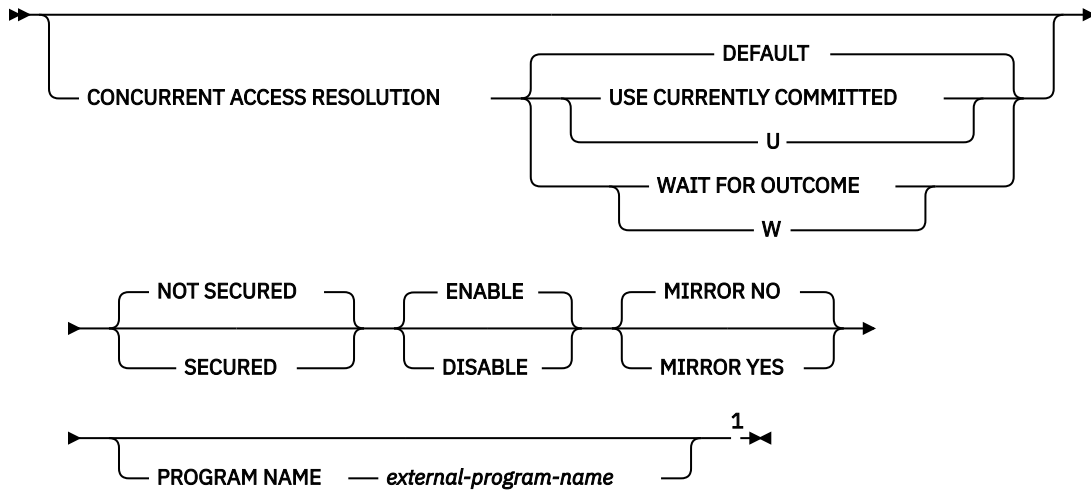 DEFAULT
CONCURRENT ACCESS RESOLUTION USE CURRENTLY COMMITTED
U
WAIT FOR OUTCOME
W
NOT SECURED ENABLE MIRROR NO
SECURED DISABLE MIRROR YES
1
PROGRAM NAME external-program-name